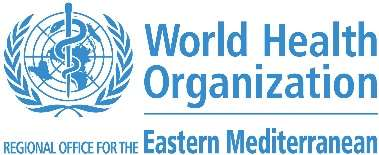 World Health
Organization
REGIONAL OFFICE FOR THE Eastern Mediterranean